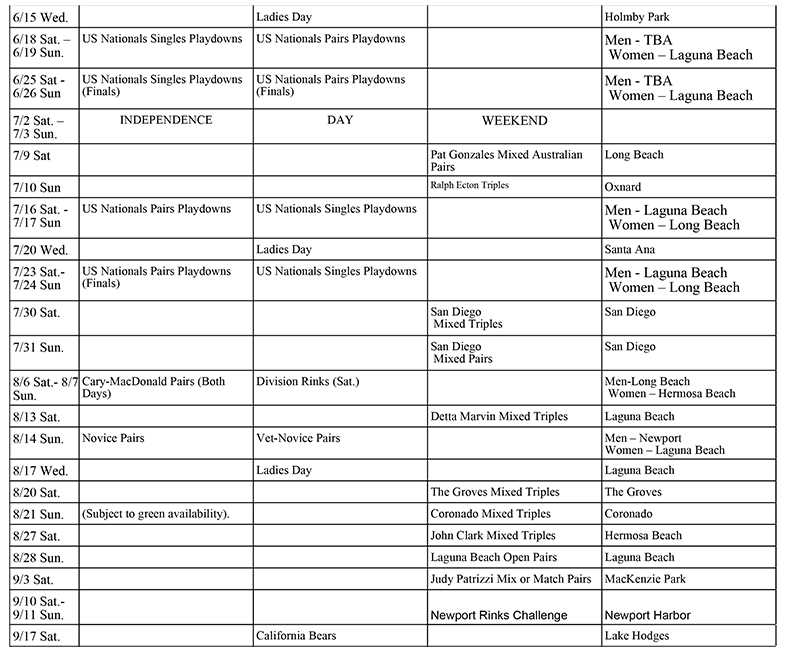 6/15 Wed. Ladies Day Holmby Park
6/18 Sat. – US Nationals Singles Playdowns US Nationals Pairs Playdowns Men - TBA
6/19 Sun. Women – Laguna Beach
6/25 Sat - US Nationals Singles Playdowns US Nationals Pairs Playdowns Men - TBA
6/26 Sun (Finals) (Finals) Women – Laguna Beach
7/2 Sat. – INDEPENDENCE DAY WEEKEND
7/3 Sun.
7/9 Sat Pat Gonzales Mixed Australian Long Beach
Pairs
7/10 Sun Ralph Ecton Triples Oxnard
7/16 Sat. - US Nationals Pairs Playdowns US Nationals Singles Playdowns Men - Laguna Beach
7/17 Sun Women – Long Beach
7/20 Wed. Ladies Day Santa Ana
7/23 Sat.- US Nationals Pairs Playdowns US Nationals Singles Playdowns Men - Laguna Beach
7/24 Sun (Finals) Women – Long Beach
7/30 Sat. San Diego San Diego
Mixed Triples
7/31 Sun. San Diego San Diego
Mixed Pairs
8/6 Sat.- 8/7 Cary-MacDonald Pairs (Both Division Rinks (Sat.) Men-Long Beach
Sun. Days) Women – Hermosa Beach
8/13 Sat. Detta Marvin Mixed Triples Laguna Beach
8/14 Sun. Novice Pairs Vet-Novice Pairs Men – Newport
Women – Laguna Beach
8/17 Wed. Ladies Day Laguna Beach
8/20 Sat. The Groves Mixed Triples The Groves
8/21 Sun. (Subject to green availability). Coronado Mixed Triples Coronado
8/27 Sat. John Clark Mixed Triples Hermosa Beach
8/28 Sun. Laguna Beach Open Pairs Laguna Beach
9/3 Sat. Judy Patrizzi Mix or Match Pairs MacKenzie Park
9/10 Sat.-
9/11 Sun. Newport Rinks Challenge Newport Harbor
9/17 Sat. California Bears Lake Hodges